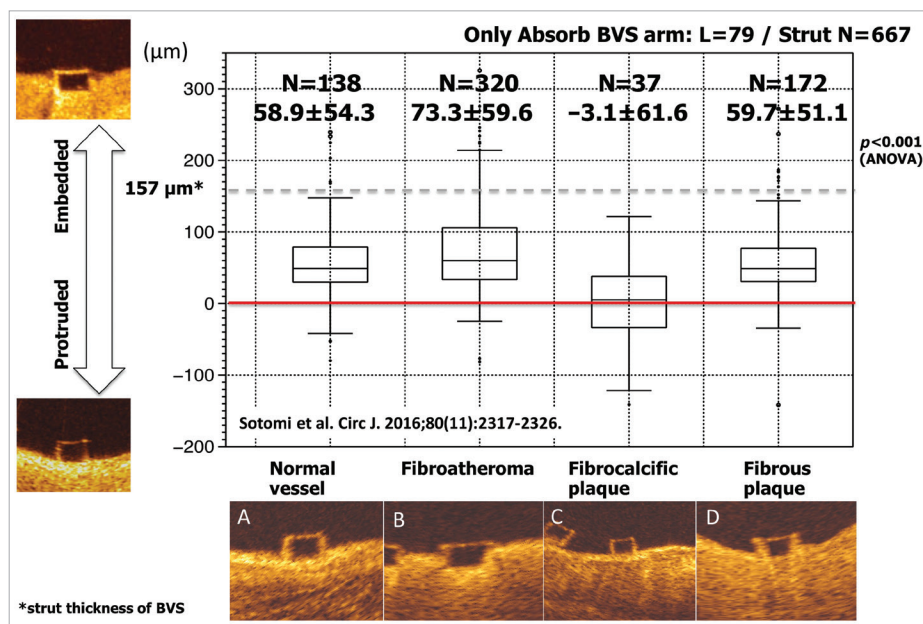 Only Absorb BVS arm: L=79 / Strut N=667
(μm)
300
200
100
0
−100
−200
N=138
58.9±54.3
N=320
73.3±59.6
N=37
−3.1±61.6
N=172
59.7±51.1
p<0.001
(ANOVA)
157 μm*
Embedded
Protruded
Sotomi et al. Circ J. 2016;80(11):2317-2326.
Normal
vessel
Fibroatheroma
Fibrocalcific
plaque
Fibrous
plaque
A
B
C
D
*strut thickness of BVS